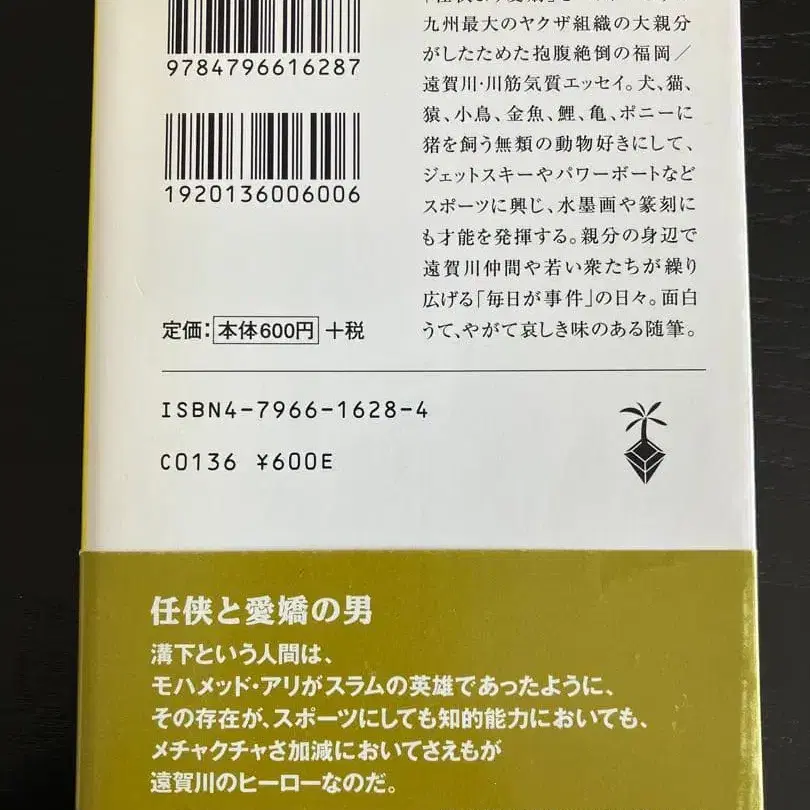 9784796616287
1920136006006
九州最大のヤクザ組織の大親分
がしたためた抱腹絶倒の福岡／
遠賀川・川筋気質エッセイ。犬、猫、
猿、小鳥、金魚、鯉、亀、ポニーに
猪を飼う無類の動物好きにして、
ジェットスキーやパワーボートなど
スポーツに興じ、水墨画や篆刻に
も才能を発揮する。親分の身辺で
遠賀川仲間や若い衆たちが繰り
広げる「毎日が事件」の日々。面白
うて、やがて哀しき味のある随筆。
定価：本体600円＋税
ISBN4-7966-1628-4
C0136 ¥600E
任侠と愛嬌の男
溝下という人間は、
モハメッド・アリがスラムの英雄であったように、
その存在が、スポーツにしても知的能力においても、
メチャクチャさ加減においてさえもが
遠賀川のヒーローなのだ。